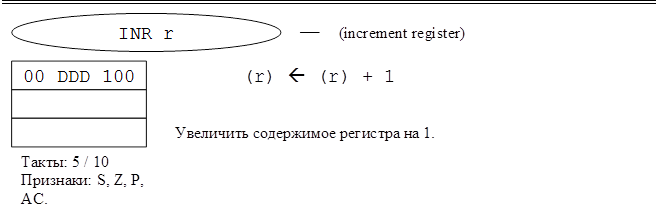 INR r — (increment register)
00 DDD 100 (r) ← (r) + 1
Увеличить содержимое регистра на 1.
Такты: 5 / 10
Признаки: S, Z, P,
AC.